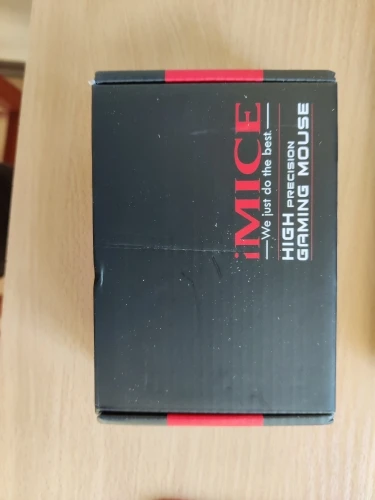 iMICE
We just do the best.
HIGH PRECISION
GAMING MOUSE